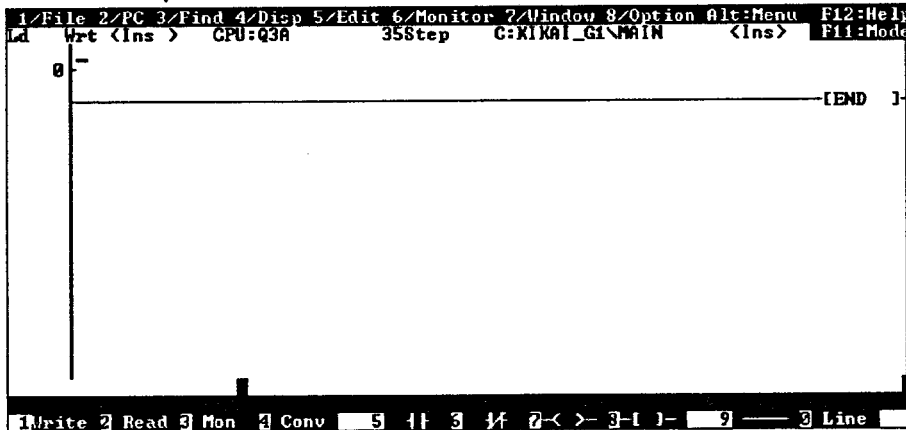 1/File 2/PC 3/Find 4/Disp 5/Edit 6/Monitor 7/Window 8/Option Alt:Menu F12:Help
Ld Wrt <Ins > CPU:Q3A 35Step C:KIKAI_G1\MAIN <Ins> F11:Mode
0
[END ]
1Write 2 Read 3 Mon 4 Conv 5 ┤├ 6 ┤/├ 7-< >- 8-[ ]- 9 ── 0 Line